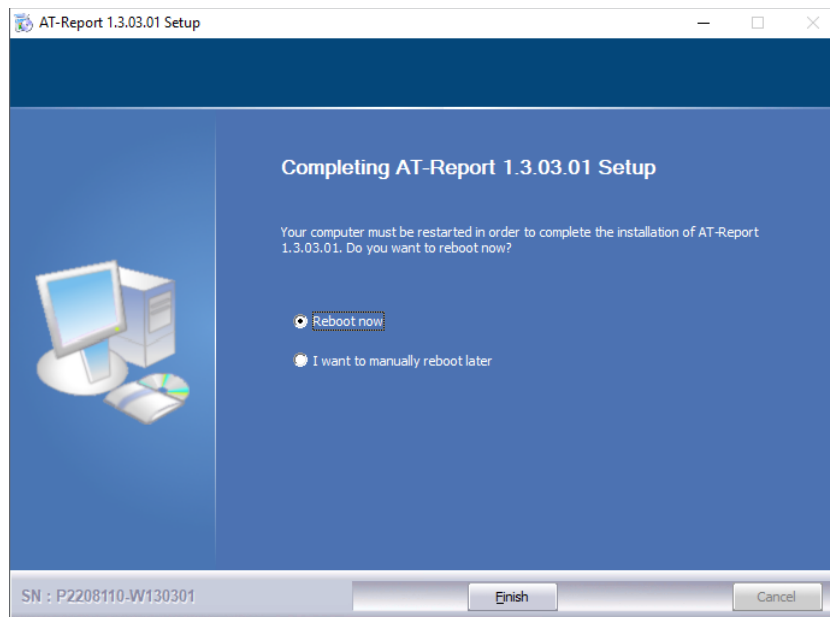 AT-Report 1.3.03.01 Setup
Completing AT-Report 1.3.03.01 Setup
Your computer must be restarted in order to complete the installation of AT-Report
1.3.03.01. Do you want to reboot now?
Reboot now
I want to manually reboot later
SN : P2208110-W130301
Finish
Cancel